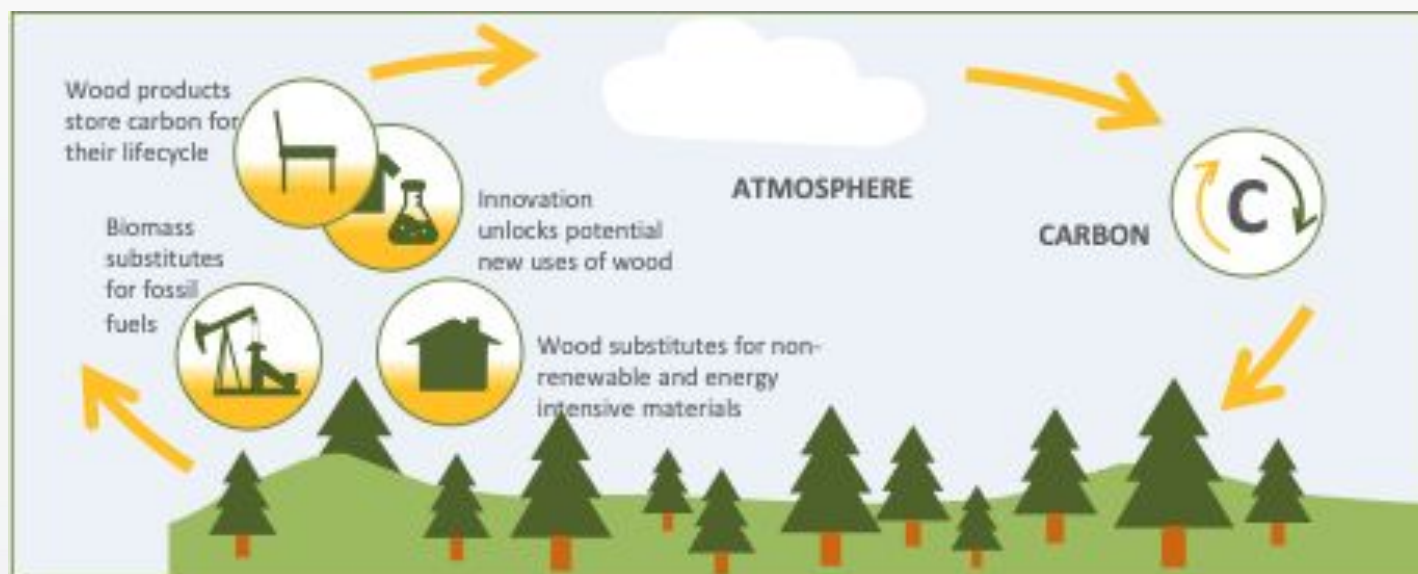 Wood products
store carbon for
their lifecycle
Innovation
unlocks potential
new uses of wood
Biomass
substitutes
for fossil
fuels
Wood substitutes for non-
renewable and energy
intensive materials
ATMOSPHERE
CARBON
C